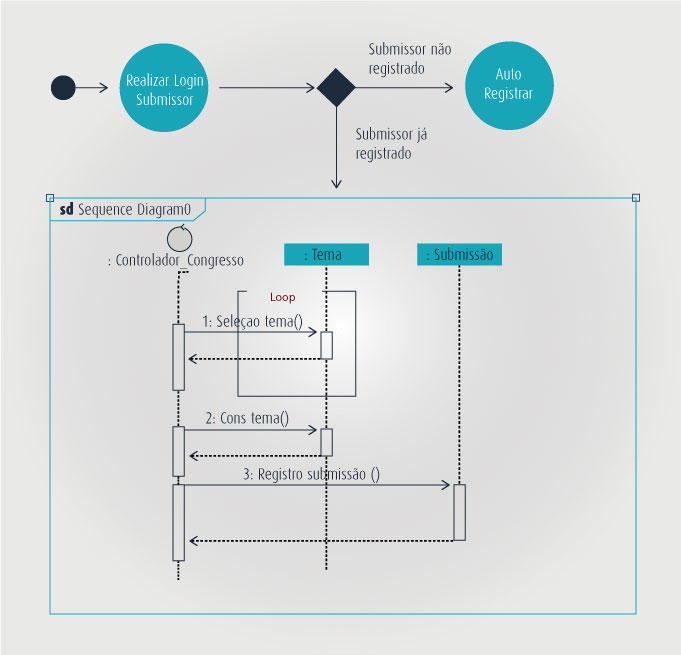 Realizar Login
Submissor
Submissor não
registrado
Auto
Registrar
Submissor já
registrado
sd Sequence Diagram0
: Controlador_Congresso
: Tema
: Submissão
Loop
1: Seleçao tema()
2: Cons tema()
3: Registro submissão ()